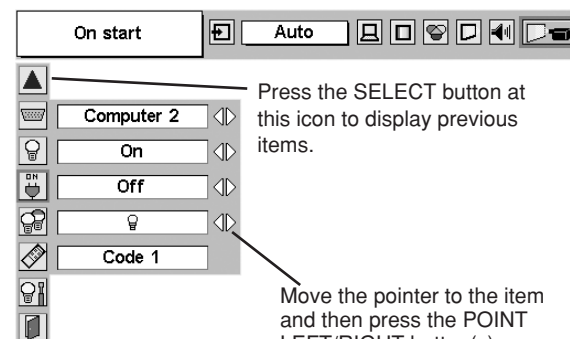 On start
Auto
Press the SELECT button at
this icon to display previous
items.
Computer 2
On
ON
Off
Code 1
Move the pointer to the item
and then press the POINT